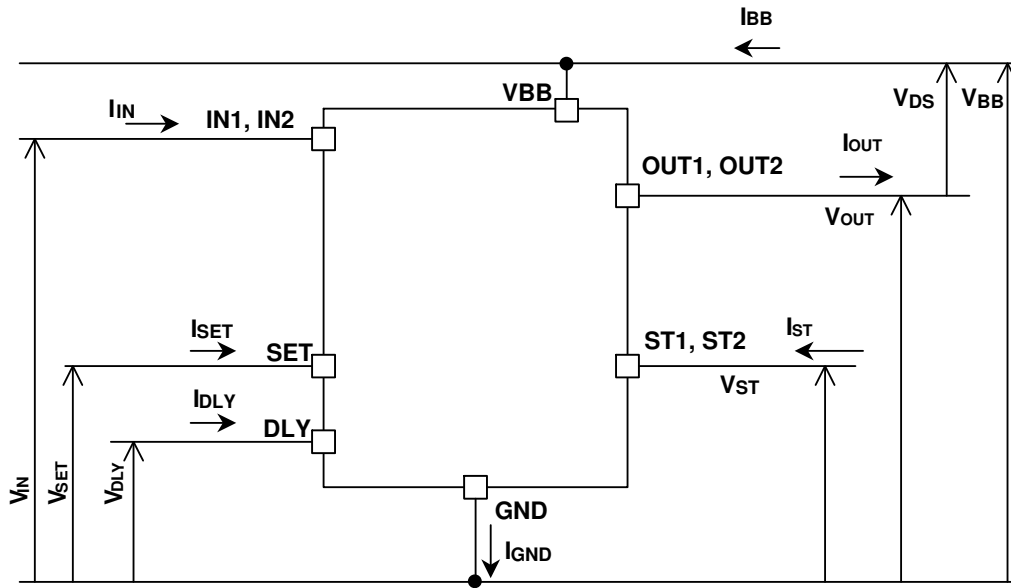 IBB
VBB
VDS
VBB
IIN
IN1, IN2
IOUT
OUT1, OUT2
VOUT
ISET
SET
ST1, ST2
IST
VST
IDLY
DLY
VIN
VSET
VDLY
GND
IGND